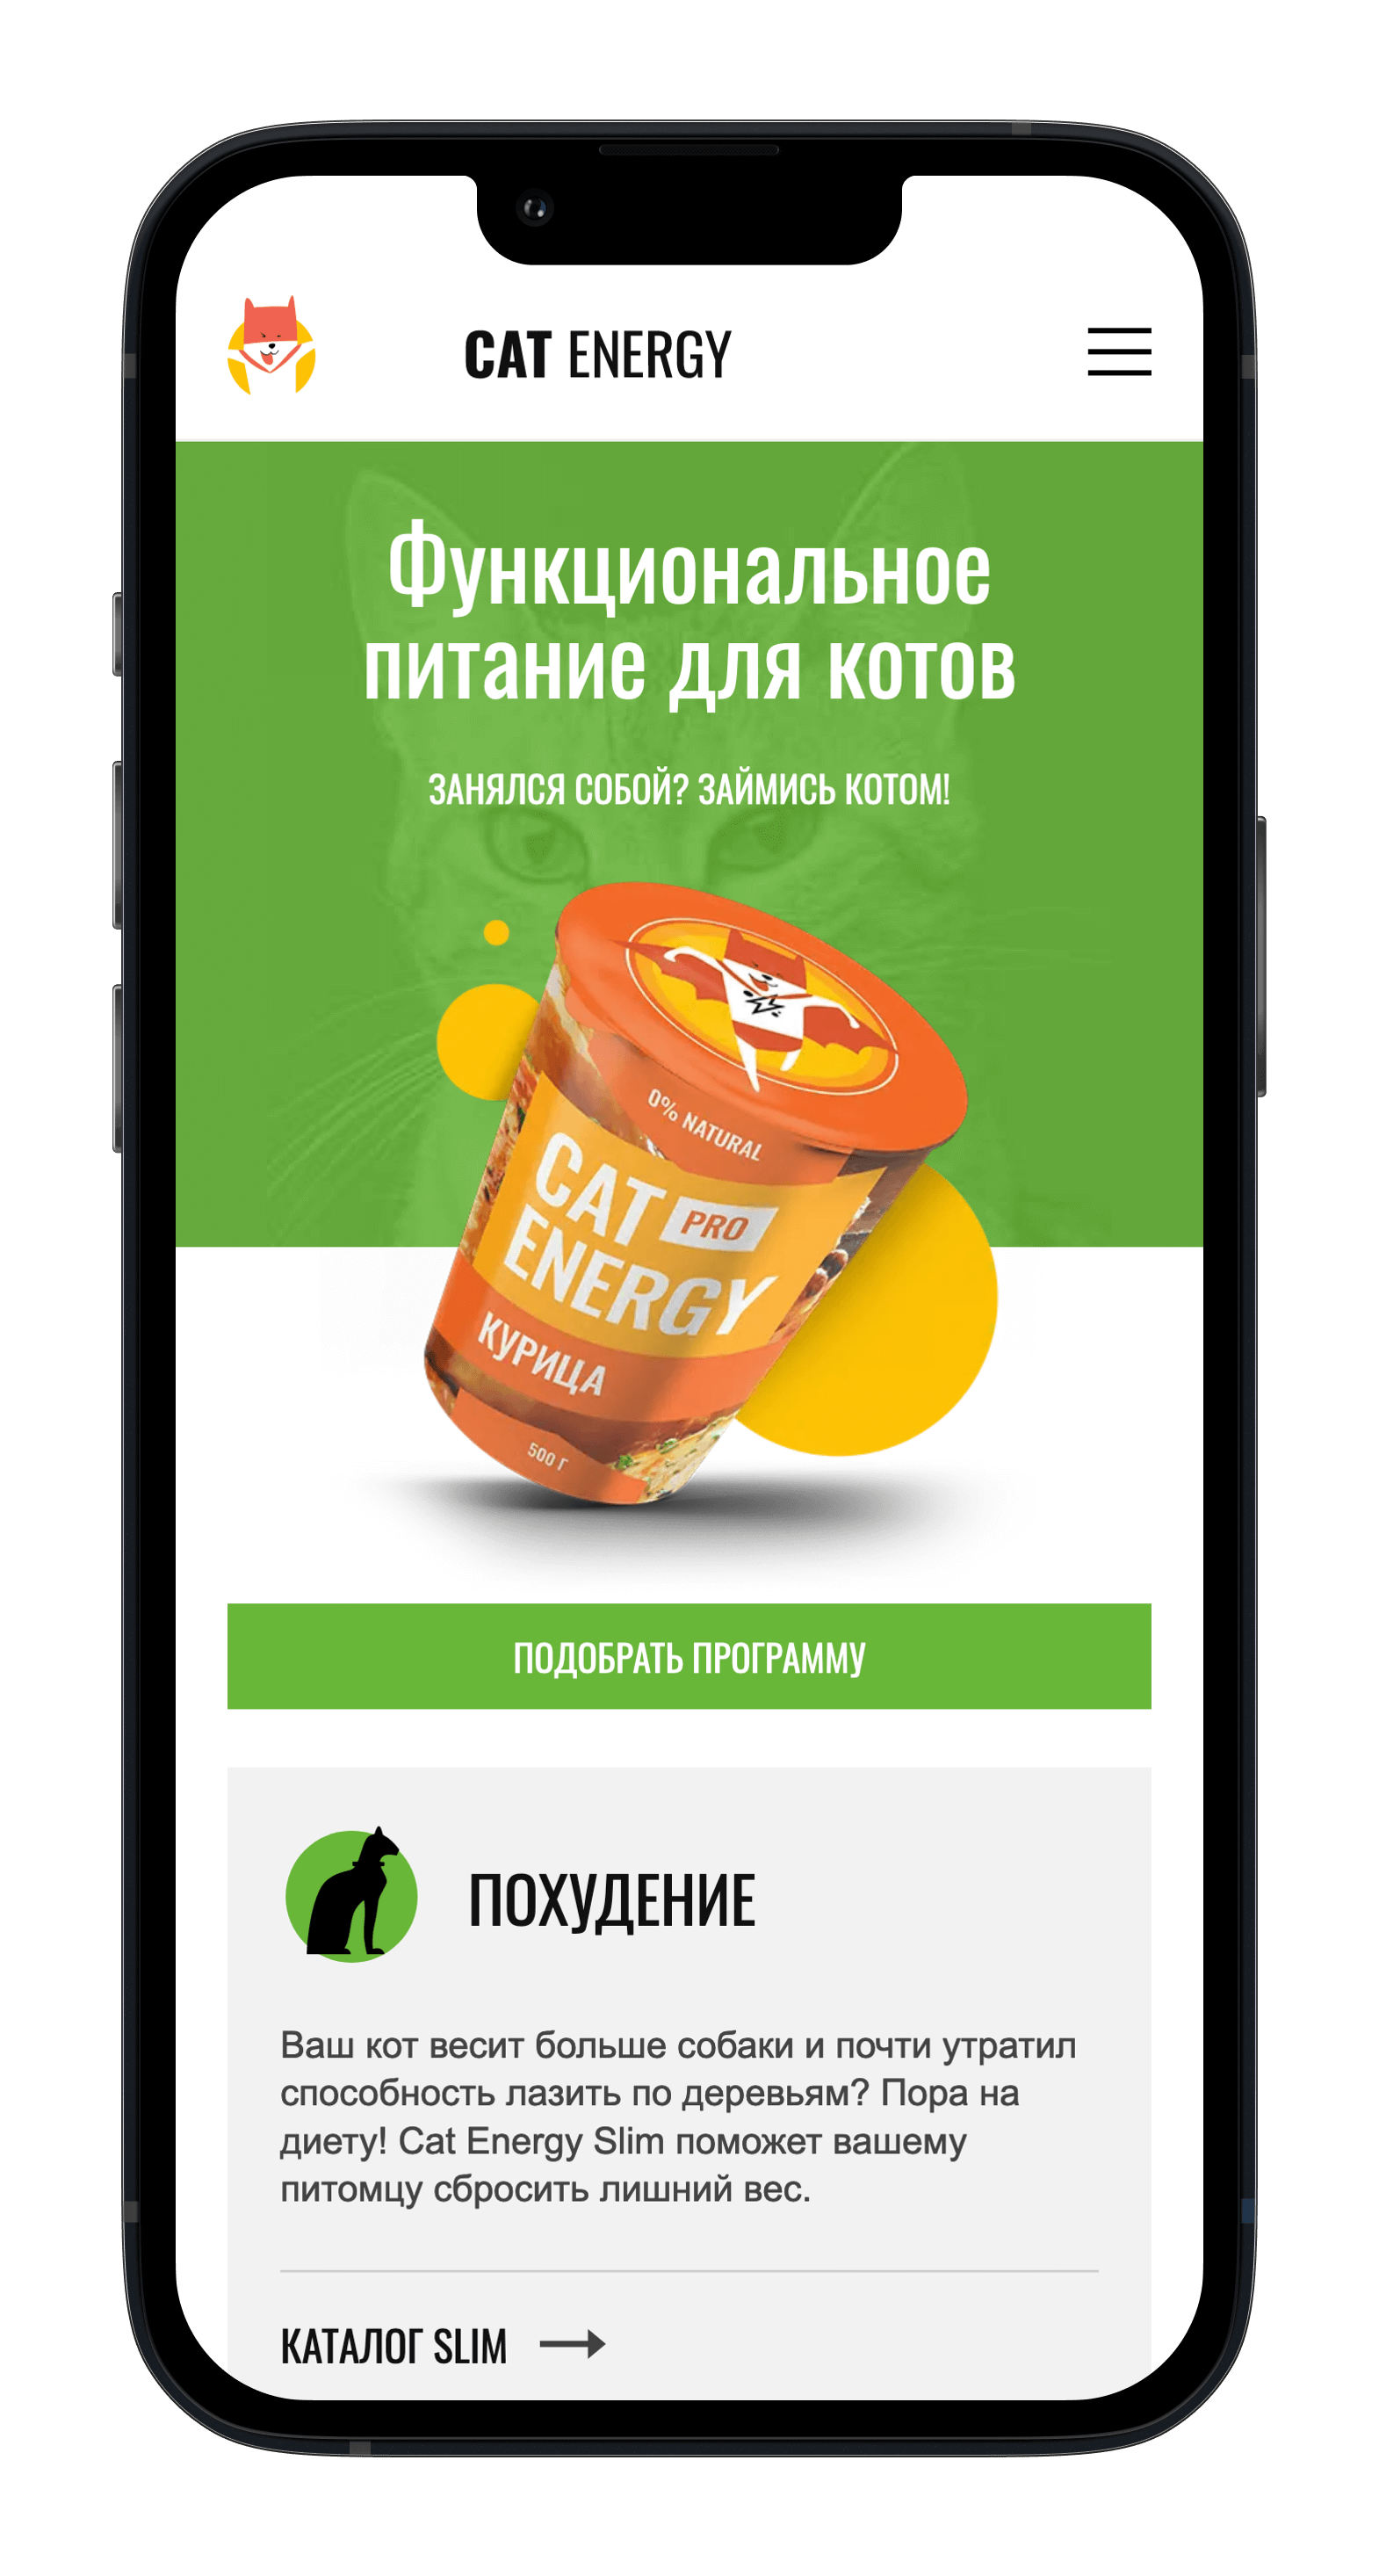 CAT ENERGY
Функциональное
питание для котов
ЗАНЯЛСЯ СОБОЙ? ЗАЙМИСЬ КОТОМ!
0% NATURAL
CAT PRO
ENERGY
КУРИЦА
500 Г
ПОДОБРАТЬ ПРОГРАММУ
ПОХУДЕНИЕ
Ваш кот весит больше собаки и почти утратил
способность лазить по деревьям? Пора на
диету! Cat Energy Slim поможет вашему
питомцу сбросить лишний вес.
КАТАЛОГ SLIM